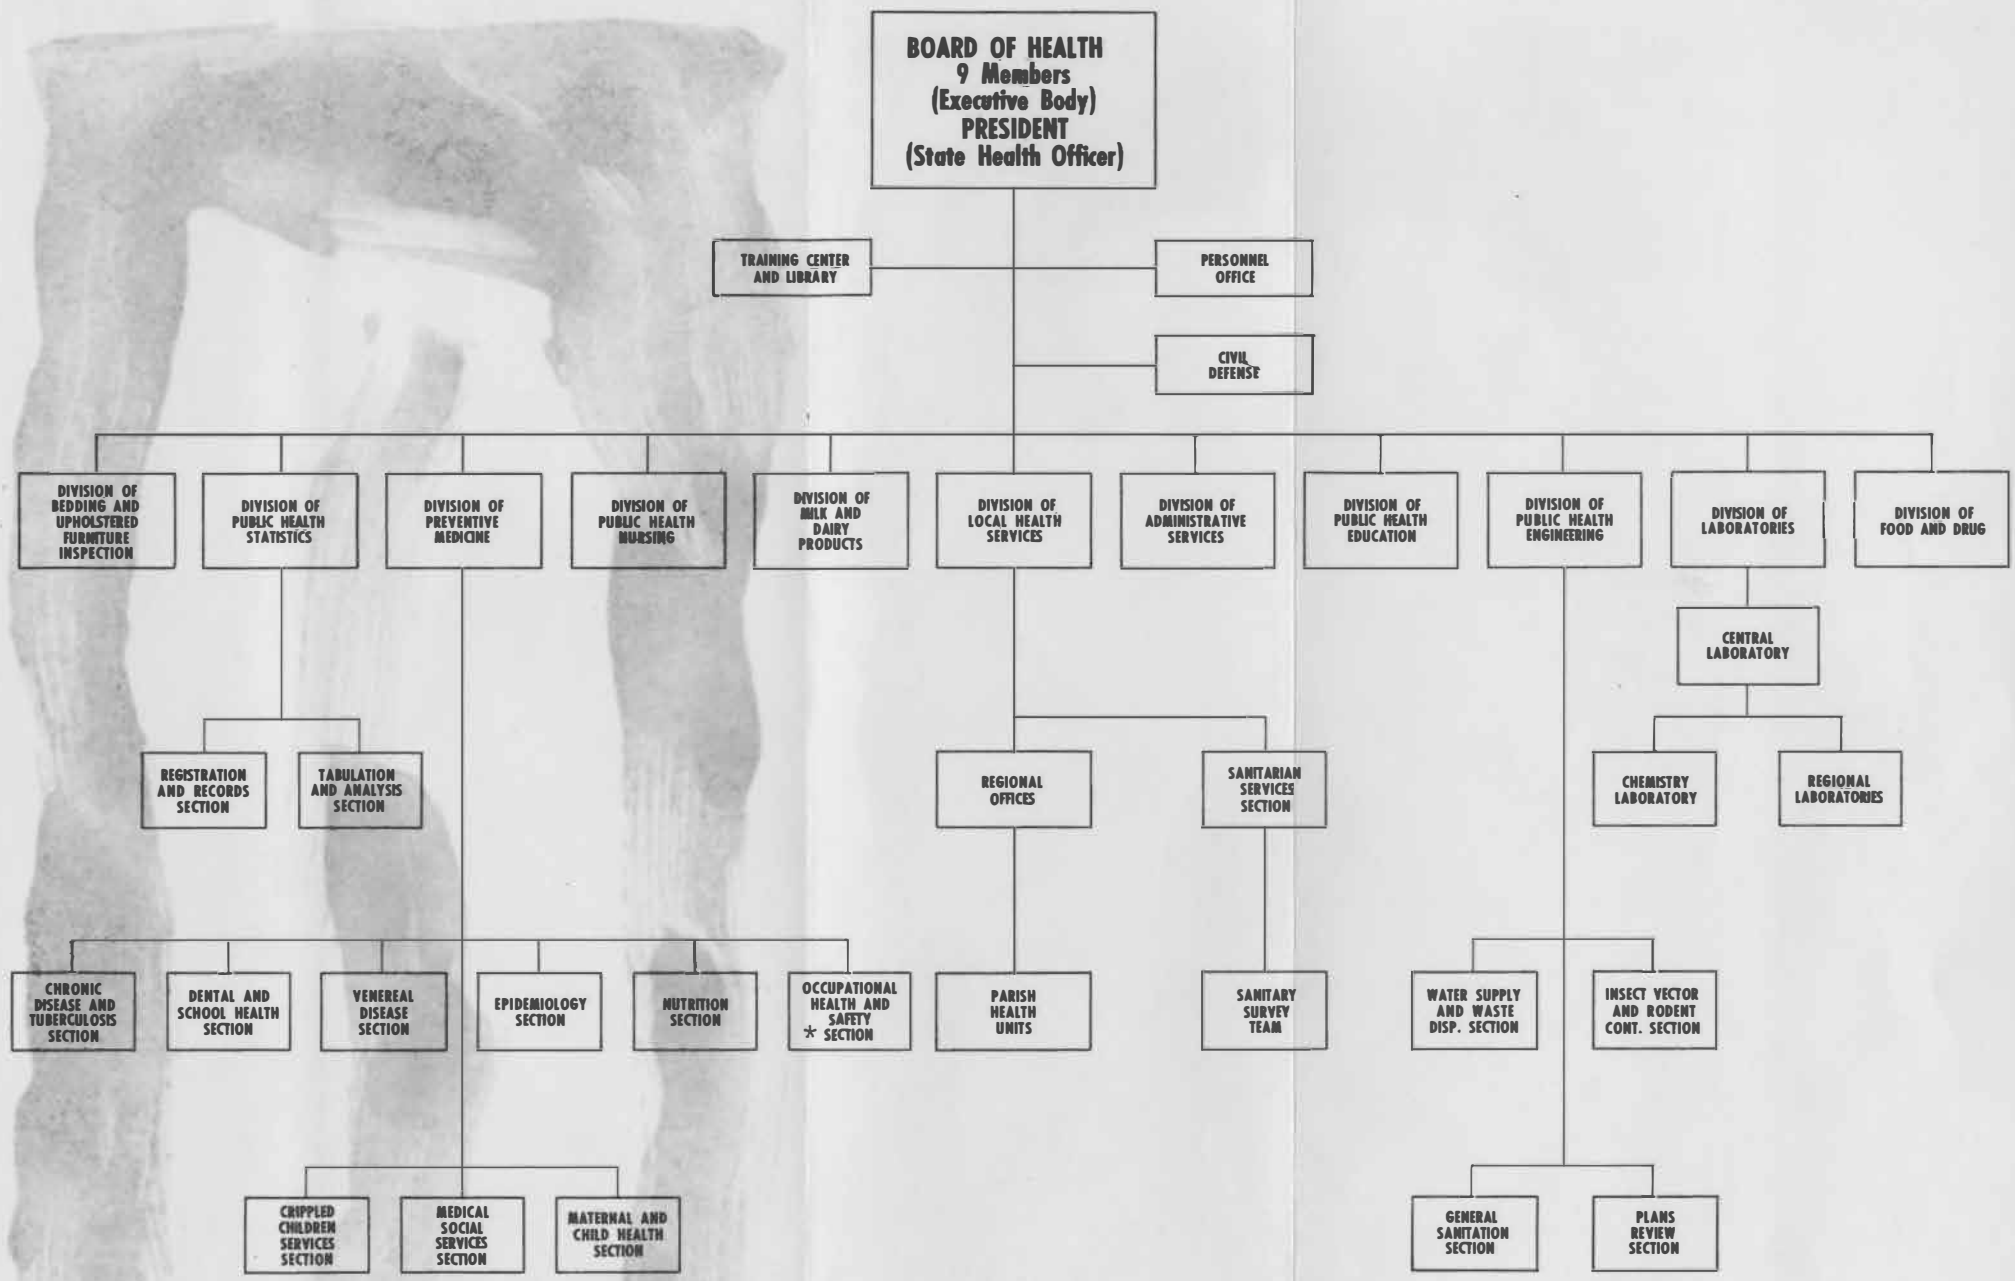 BOARD OF HEALTH
9 Members
(Executive Body)
PRESIDENT
(State Health Officer)
TRAINING CENTER
AND LIBRARY
PERSONNEL
OFFICE
CIVIL
DEFENSE
DIVISION OF
BEDDING AND
UPHOLSTERED
FURNITURE
INSPECTION
DIVISION OF
PUBLIC HEALTH
STATISTICS
DIVISION OF
PREVENTIVE
MEDICINE
DIVISION OF
PUBLIC HEALTH
NURSING
DIVISION OF
MILK AND
DAIRY
PRODUCTS
DIVISION OF
LOCAL HEALTH
SERVICES
DIVISION OF
ADMINISTRATIVE
SERVICES
DIVISION OF
PUBLIC HEALTH
EDUCATION
DIVISION OF
PUBLIC HEALTH
ENGINEERING
DIVISION OF
LABORATORIES
DIVISION OF
FOOD AND DRUG
CENTRAL
LABORATORY
REGISTRATION
AND RECORDS
SECTION
TABULATION
AND ANALYSIS
SECTION
REGIONAL
OFFICES
SANITARIAN
SERVICES
SECTION
CHEMISTRY
LABORATORY
REGIONAL
LABORATORIES
CHRONIC
DISEASE AND
TUBERCULOSIS
SECTION
DENTAL AND
SCHOOL HEALTH
SECTION
VENEREAL
DISEASE
SECTION
EPIDEMIOLOGY
SECTION
NUTRITION
SECTION
OCCUPATIONAL
HEALTH AND
SAFETY
* SECTION
PARISH
HEALTH
UNITS
SANITARY
SURVEY
TEAM
WATER SUPPLY
AND WASTE
DISP. SECTION
INSECT VECTOR
AND RODENT
CONT. SECTION
CRIPPLED
CHILDREN
SERVICES
SECTION
MEDICAL
SOCIAL
SERVICES
SECTION
MATERNAL AND
CHILD HEALTH
SECTION
GENERAL
SANITATION
SECTION
PLANS
REVIEW
SECTION